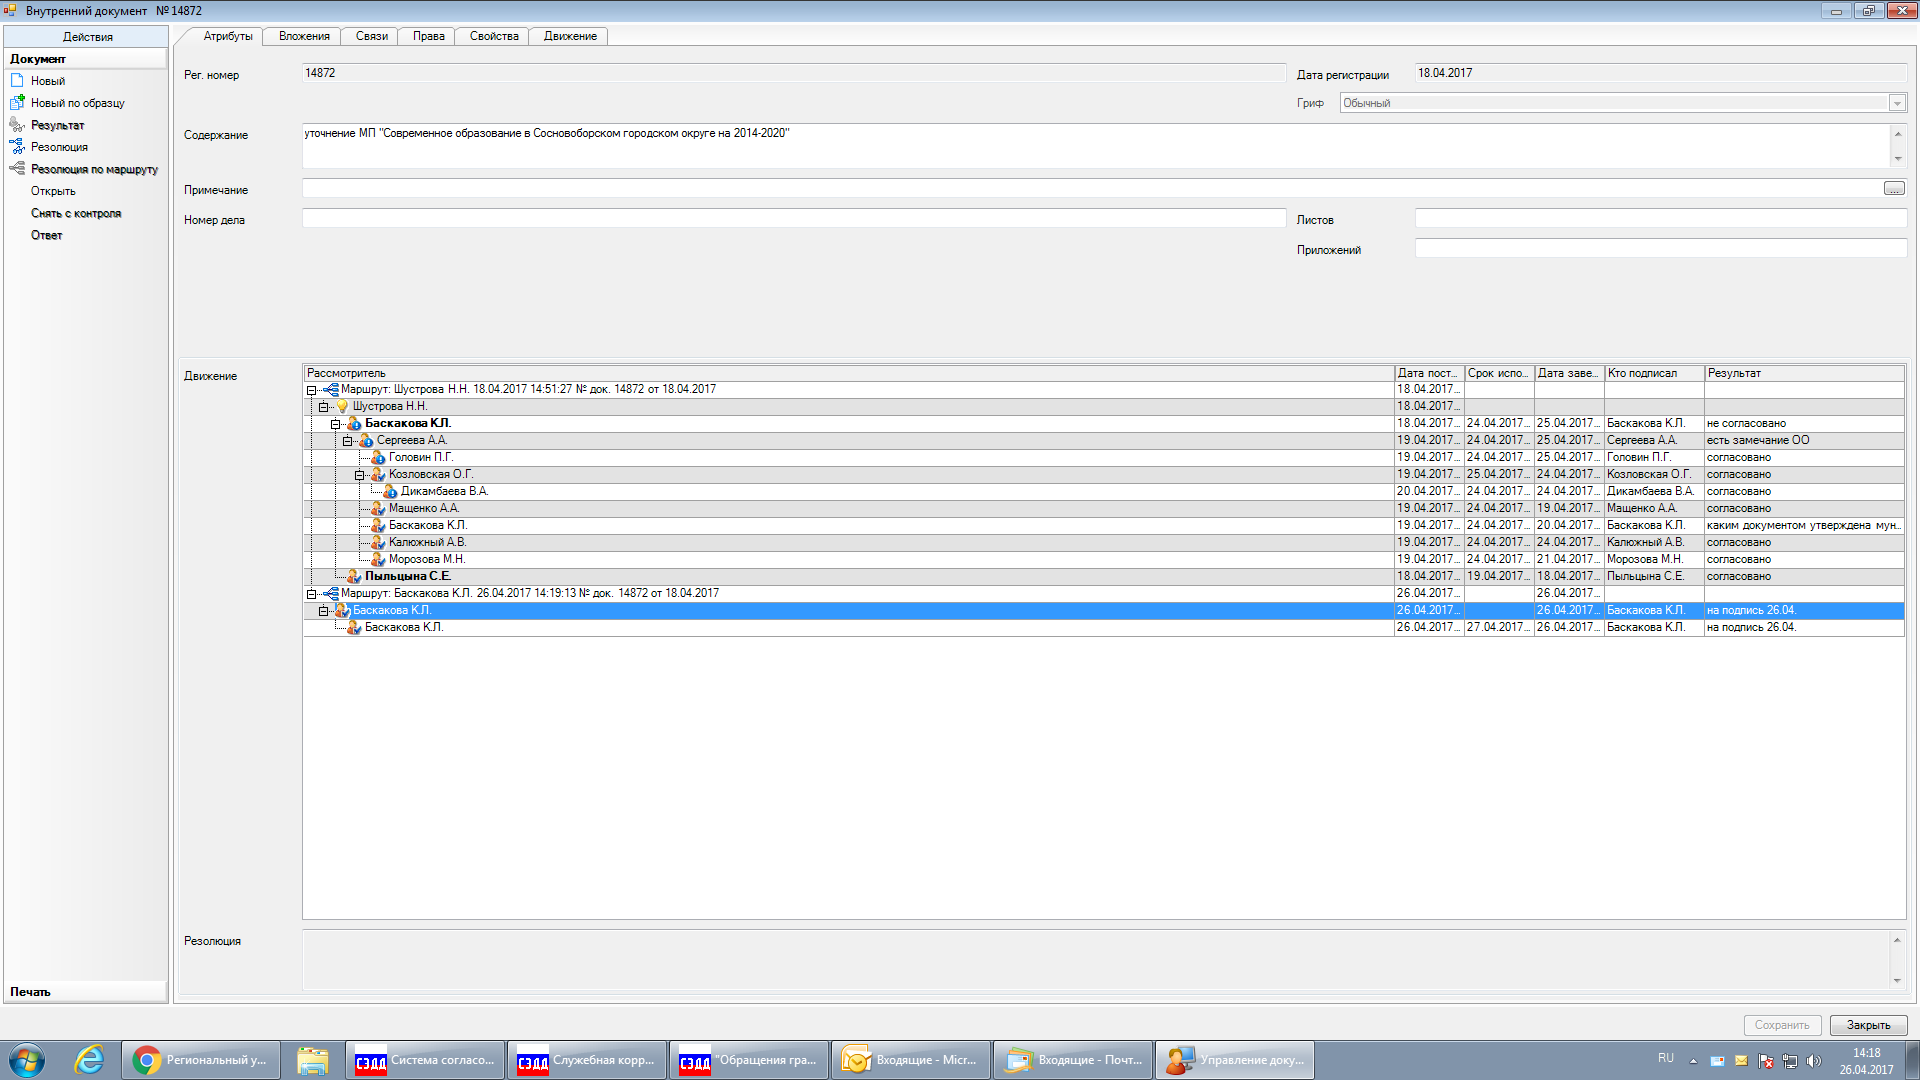 Внутренний документ № 14872
Действия
Документ
Новый
Новый по образцу
Результат
Резолюция
Резолюция по маршруту
Открыть
Снять с контроля
Ответ
Печать
Атрибуты Вложения Связи Права Свойства Движение
Рег. номер 14872 Дата регистрации 18.04.2017
Гриф Обычный
Содержание уточнение МП "Современное образование в Сосновоборском городском округе на 2014-2020"
Примечание ...
Номер дела Листов
Приложений
Движение
Рассмотритель Дата пост... Срок испо... Дата заве... Кто подписал Результат
Маршрут: Шустрова Н.Н. 18.04.2017 14:51:27 № док. 14872 от 18.04.2017 18.04.2017...
Шустрова Н.Н. 18.04.2017...
Баскакова К.Л. 18.04.2017... 24.04.2017... 25.04.2017... Баскакова К.Л. не согласовано
Сергеева А.А. 19.04.2017... 24.04.2017... 25.04.2017... Сергеева А.А. есть замечание ОО
Головин П.Г. 19.04.2017... 24.04.2017... 25.04.2017... Головин П.Г. согласовано
Козловская О.Г. 19.04.2017... 25.04.2017... 24.04.2017... Козловская О.Г. согласовано
Дикамбаева В.А. 20.04.2017... 24.04.2017... 24.04.2017... Дикамбаева В.А. согласовано
Мащенко А.А. 19.04.2017... 24.04.2017... 19.04.2017... Мащенко А.А. согласовано
Баскакова К.Л. 19.04.2017... 24.04.2017... 20.04.2017... Баскакова К.Л. каким документом утверждена мун...
Калюжный А.В. 19.04.2017... 24.04.2017... 24.04.2017... Калюжный А.В. согласовано
Морозова М.Н. 19.04.2017... 24.04.2017... 21.04.2017... Морозова М.Н. согласовано
Пыльцына С.Е. 18.04.2017... 19.04.2017... 18.04.2017... Пыльцына С.Е. согласовано
Маршрут: Баскакова К.Л. 26.04.2017 14:19:13 № док. 14872 от 18.04.2017 26.04.2017... 26.04.2017...
Баскакова К.Л. 26.04.2017... 26.04.2017... Баскакова К.Л. на подпись 26.04.
Баскакова К.Л. 26.04.2017... 27.04.2017... 26.04.2017... Баскакова К.Л. на подпись 26.04.
Резолюция
Сохранить Закрыть
Региональный у... СЭДД Система согласо... СЭДД Служебная корр... СЭДД "Обращения гра... Входящие - Micr... Входящие - Почт... Управление доку... RU 14:18
26.04.2017